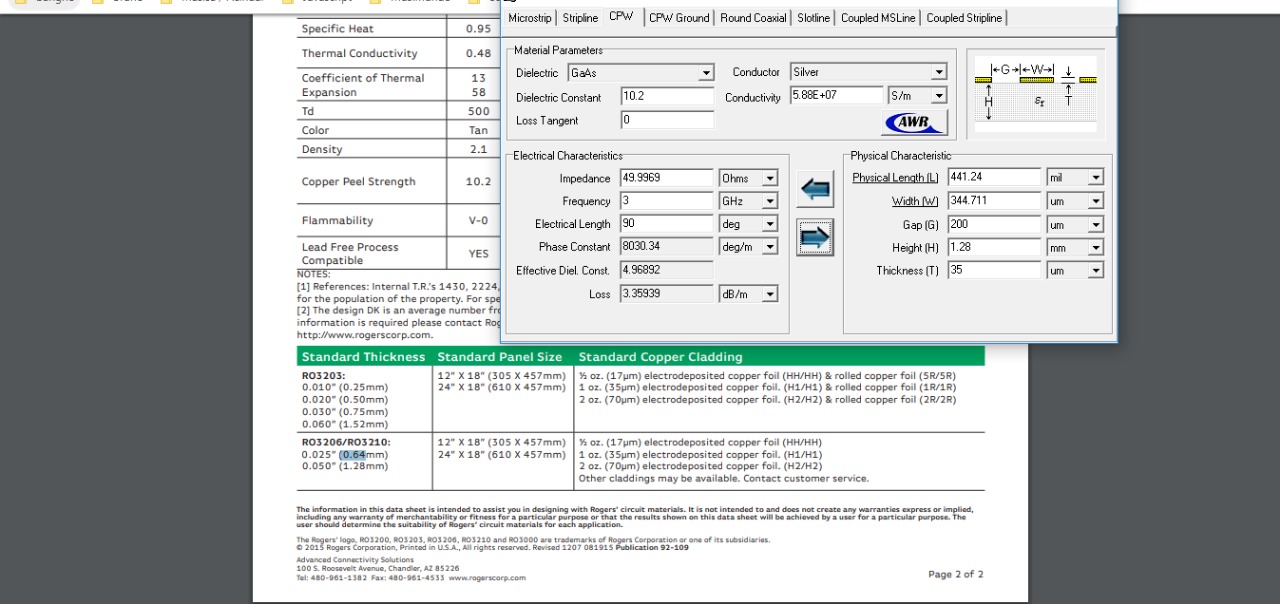 Microstrip | Stripline | CPW | CPW Ground | Round Coaxial | Slotline | Coupled MSLine | Coupled Stripline
Material Parameters
Dielectric GaAs Conductor Silver
Dielectric Constant 10.2 Conductivity 5.88E+07 S/m
Loss Tangent 0
AWR
G W
H εr T
Electrical Characteristics
Impedance 49.9969 Ohms
Frequency 3 GHz
Electrical Length 90 deg
Phase Constant 8030.34 deg/m
Effective Diel. Const. 4.96892
Loss 3.35939 dB/m
Physical Characteristic
Physical Length (L) 441.24 mil
Width (W) 344.711 um
Gap (G) 200 um
Height (H) 1.28 mm
Thickness (T) 35 um
Specific Heat 0.95
Thermal Conductivity 0.48
Coefficient of Thermal 13
Expansion 58
Td 500
Color Tan
Density 2.1
Copper Peel Strength 10.2
Flammability V-0
Lead Free Process
Compatible YES
NOTES:
[1] References: Internal T.R.'s 1430, 2224,
for the population of the property. For spe
[2] The design DK is an average number fr
information is required please contact Rog
http://www.rogerscorp.com.
Standard Thickness Standard Panel Size Standard Copper Cladding
RO3203:
0.010" (0.25mm)
0.020" (0.50mm)
0.030" (0.75mm)
0.060" (1.52mm)
12" X 18" (305 X 457mm)
24" X 18" (610 X 457mm)
½ oz. (17µm) electrodeposited copper foil (HH/HH) & rolled copper foil (5R/5R)
1 oz. (35µm) electrodeposited copper foil. (H1/H1) & rolled copper foil (1R/1R)
2 oz. (70µm) electrodeposited copper foil. (H2/H2) & rolled copper foil (2R/2R)
RO3206/RO3210:
0.025" (0.64mm)
0.050" (1.28mm)
12" X 18" (305 X 457mm)
24" X 18" (610 X 457mm)
½ oz. (17µm) electrodeposited copper foil (HH/HH)
1 oz. (35µm) electrodeposited copper foil. (H1/H1)
2 oz. (70µm) electrodeposited copper foil. (H2/H2)
Other claddings may be available. Contact customer service.
The information in this data sheet is intended to assist you in designing with Rogers' circuit materials. It is not intended to and does not create any warranties express or implied,
including any warranty of merchantability or fitness for a particular purpose or that the results shown on this data sheet will be achieved by a user for a particular purpose. The
user should determine the suitability of Rogers' circuit materials for each application.
The Rogers' logo, RO3200, RO3203, RO3206, RO3210 and RO3000 are trademarks of Rogers Corporation or one of its subsidiaries.
© 2015 Rogers Corporation, Printed in U.S.A., All rights reserved. Revised 1207 081915 Publication 92-109
Advanced Connectivity Solutions
100 S. Roosevelt Avenue, Chandler, AZ 85226
Tel: 480-961-1382 Fax: 480-961-4533 www.rogerscorp.com
Page 2 of 2